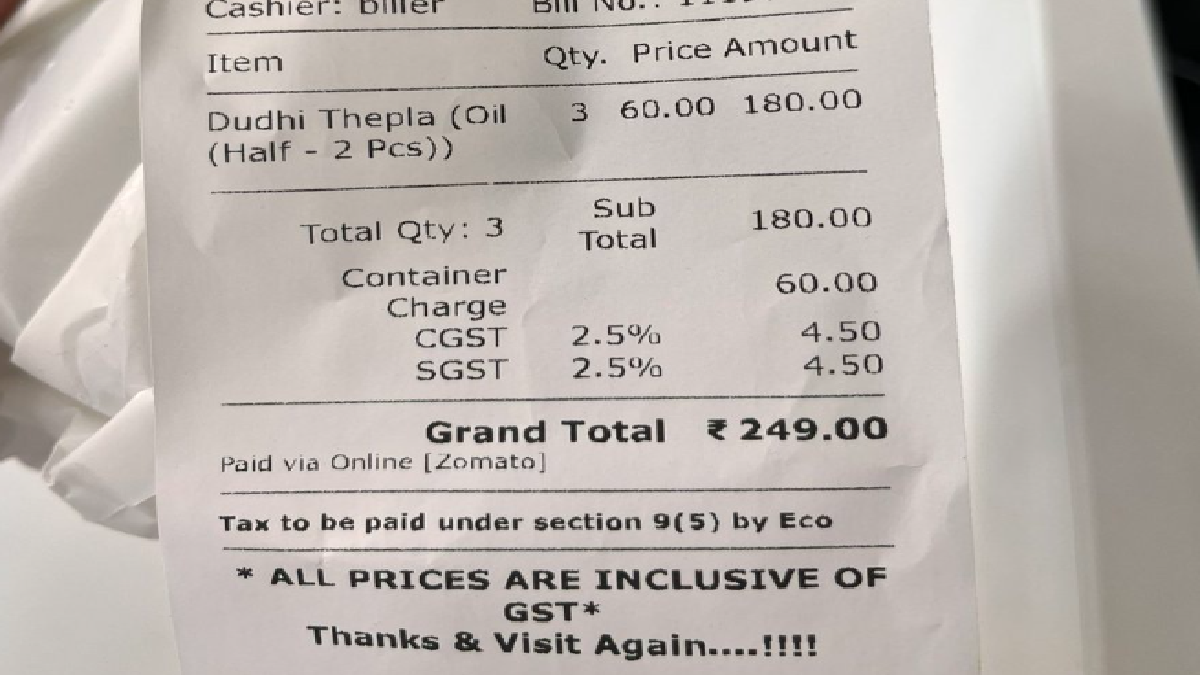 Cashier: biller Bill No.:
Item Qty. Price Amount
Dudhi Thepla (Oil 3 60.00 180.00
(Half - 2 Pcs))
Total Qty: 3 Sub Total 180.00
Container Charge 60.00
CGST 2.5% 4.50
SGST 2.5% 4.50
Grand Total ₹ 249.00
Paid via Online [Zomato]
Tax to be paid under section 9(5) by Eco
* ALL PRICES ARE INCLUSIVE OF
GST*
Thanks & Visit Again....!!!!